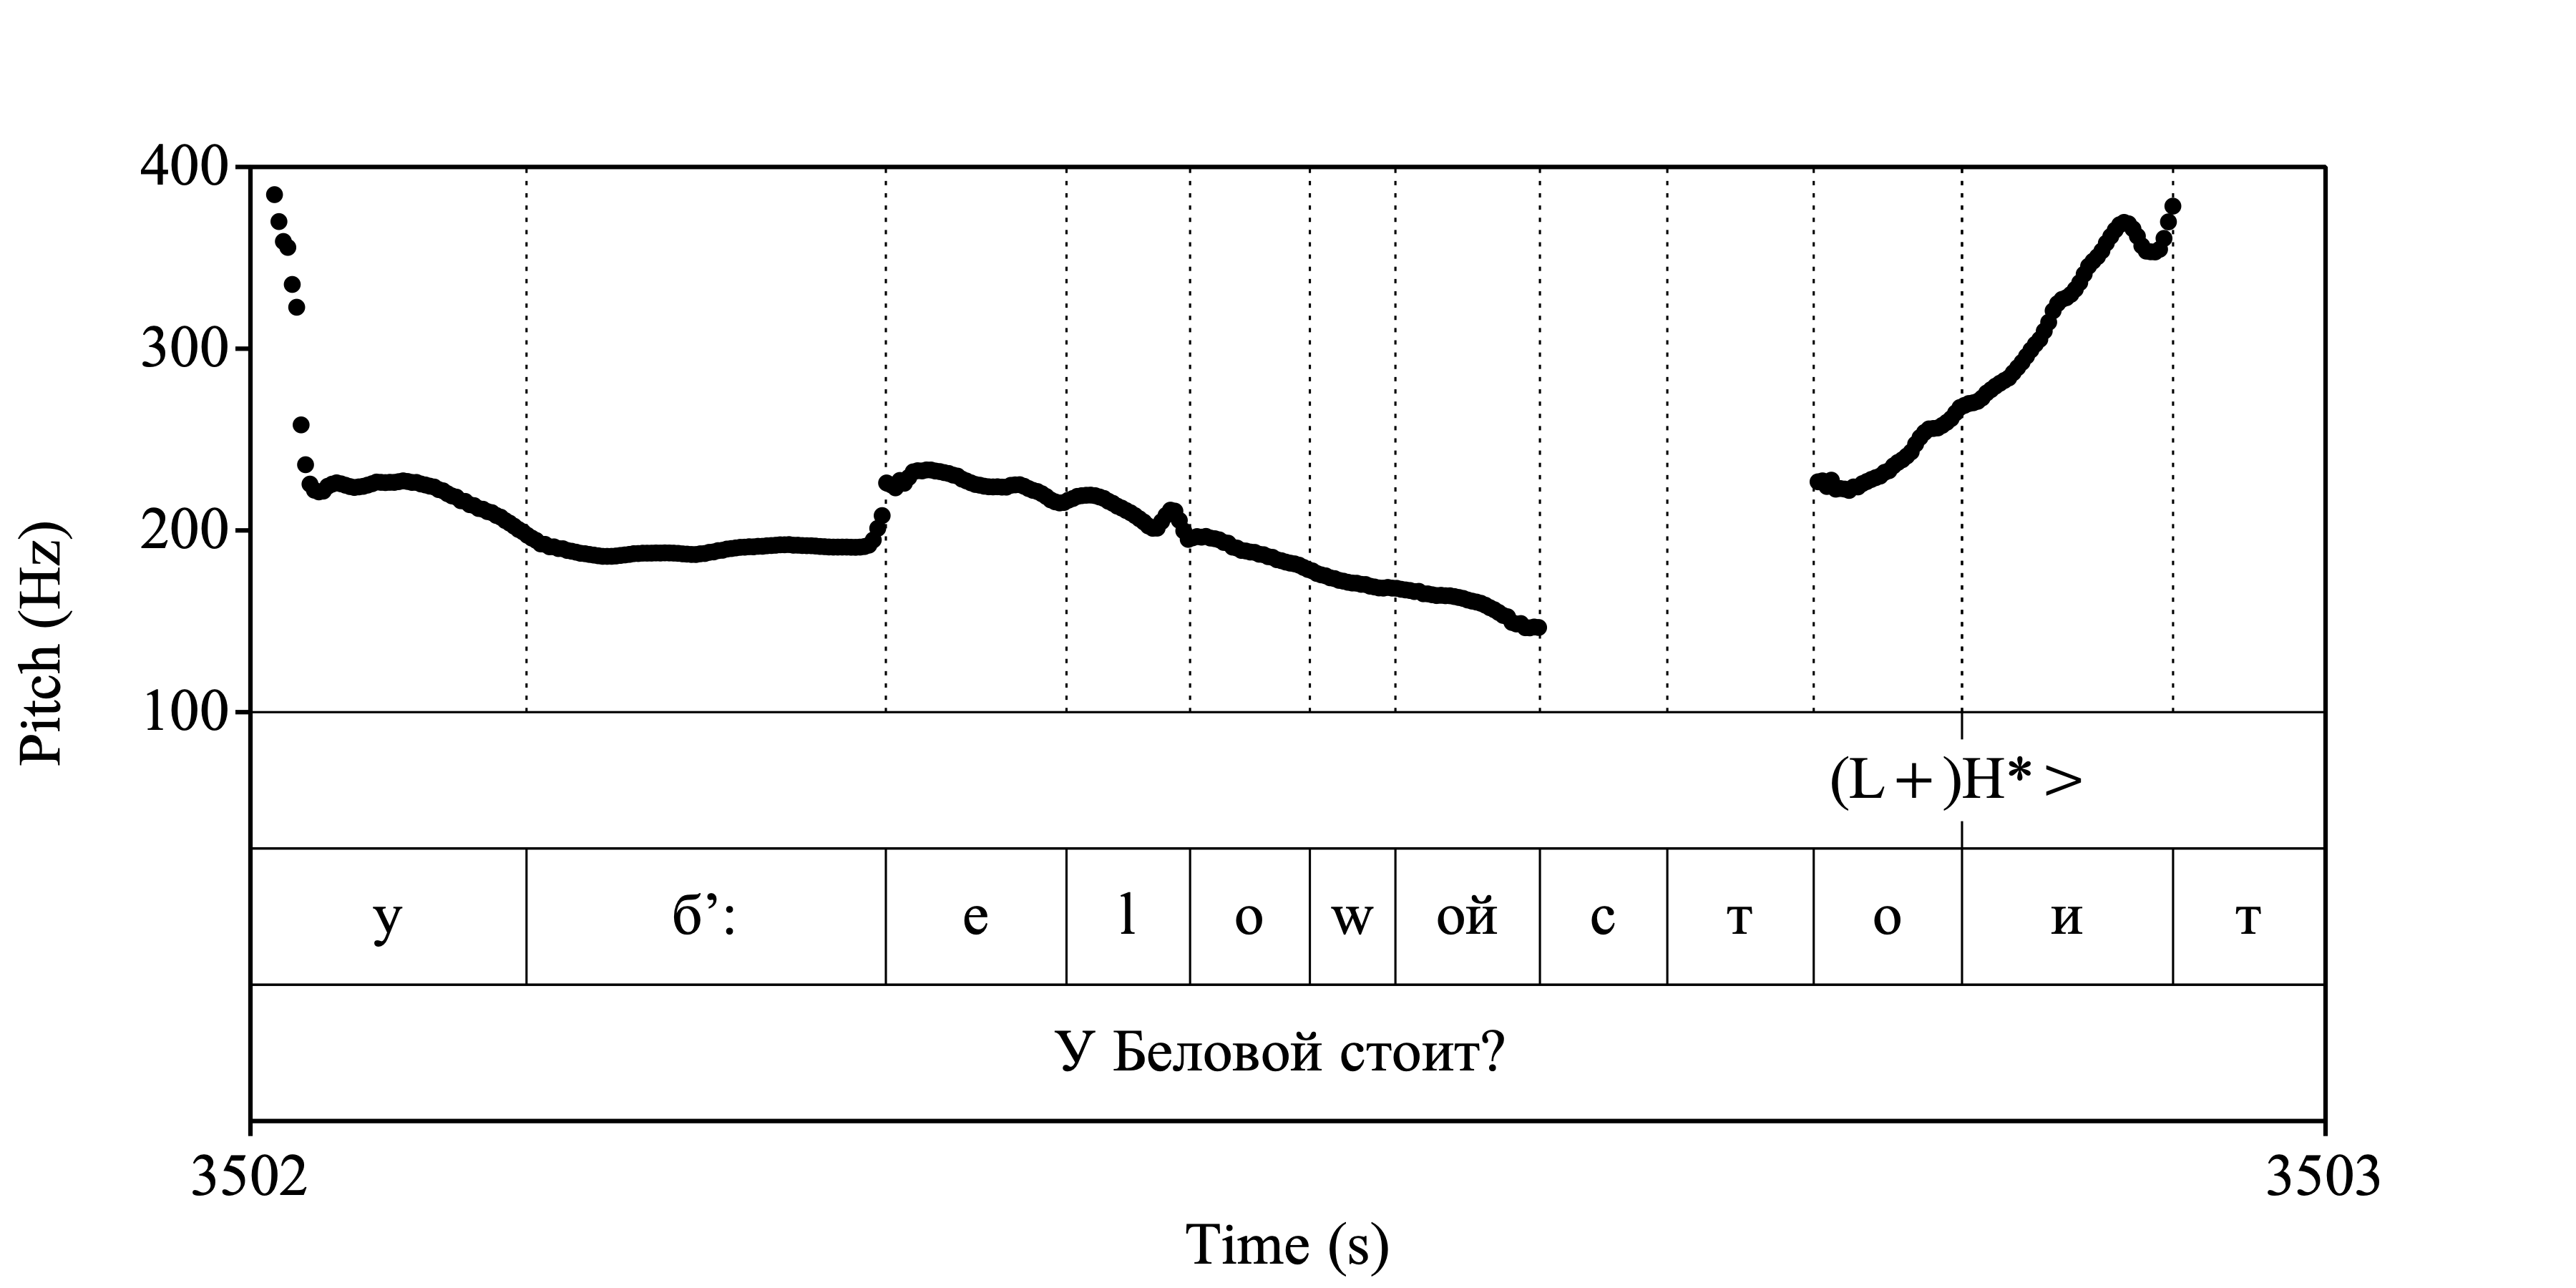 400
300
200
100
Pitch (Hz)
(L+)H* >
у б’: е l о w ой с т о и т
У Беловой стоит?
3502 3503
Time (s)